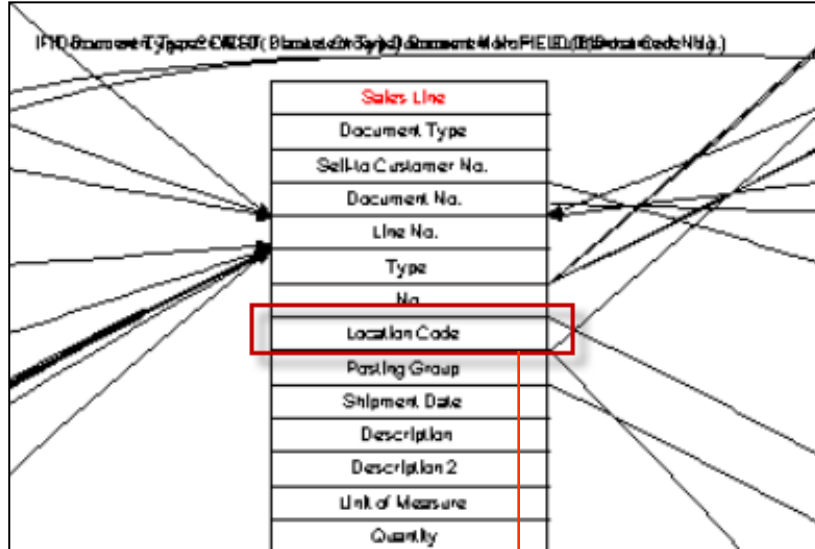 Sales Line
Document Type
Sell-to Customer No.
Document No.
Line No.
Type
No.
Location Code
Posting Group
Shipment Date
Description
Description 2
Unit of Measure
Quantity